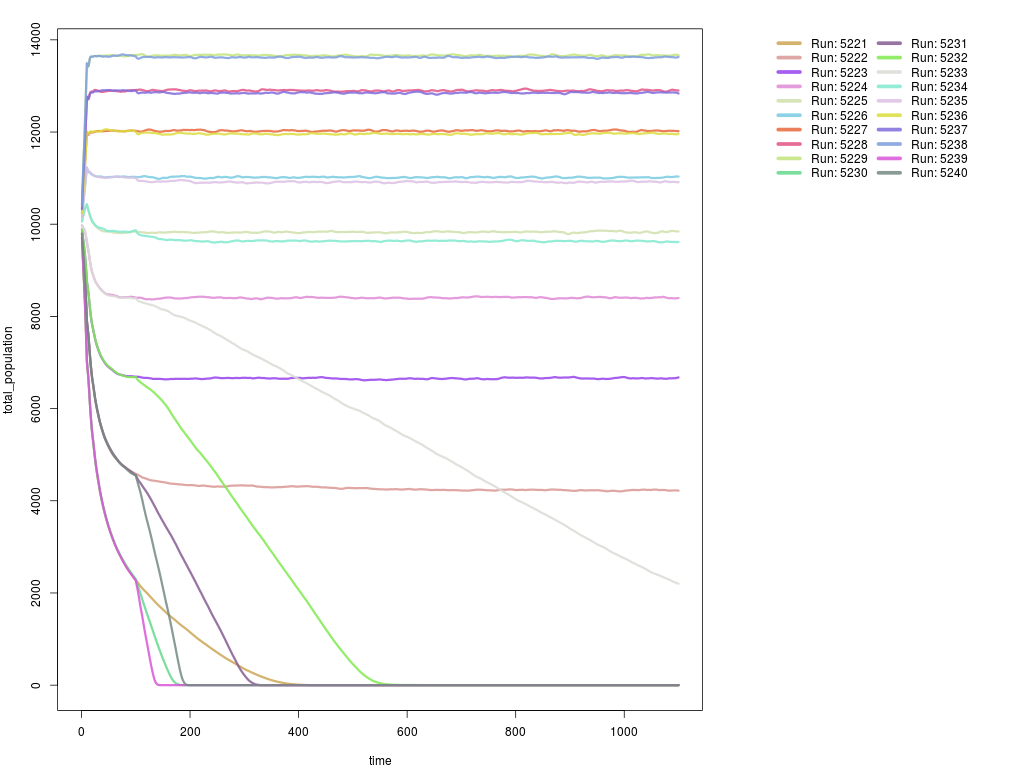 total_population
14000
12000
10000
8000
6000
4000
2000
0
0 200 400 600 800 1000
time
Run: 5221 Run: 5231
Run: 5222 Run: 5232
Run: 5223 Run: 5233
Run: 5224 Run: 5234
Run: 5225 Run: 5235
Run: 5226 Run: 5236
Run: 5227 Run: 5237
Run: 5228 Run: 5238
Run: 5229 Run: 5239
Run: 5230 Run: 5240